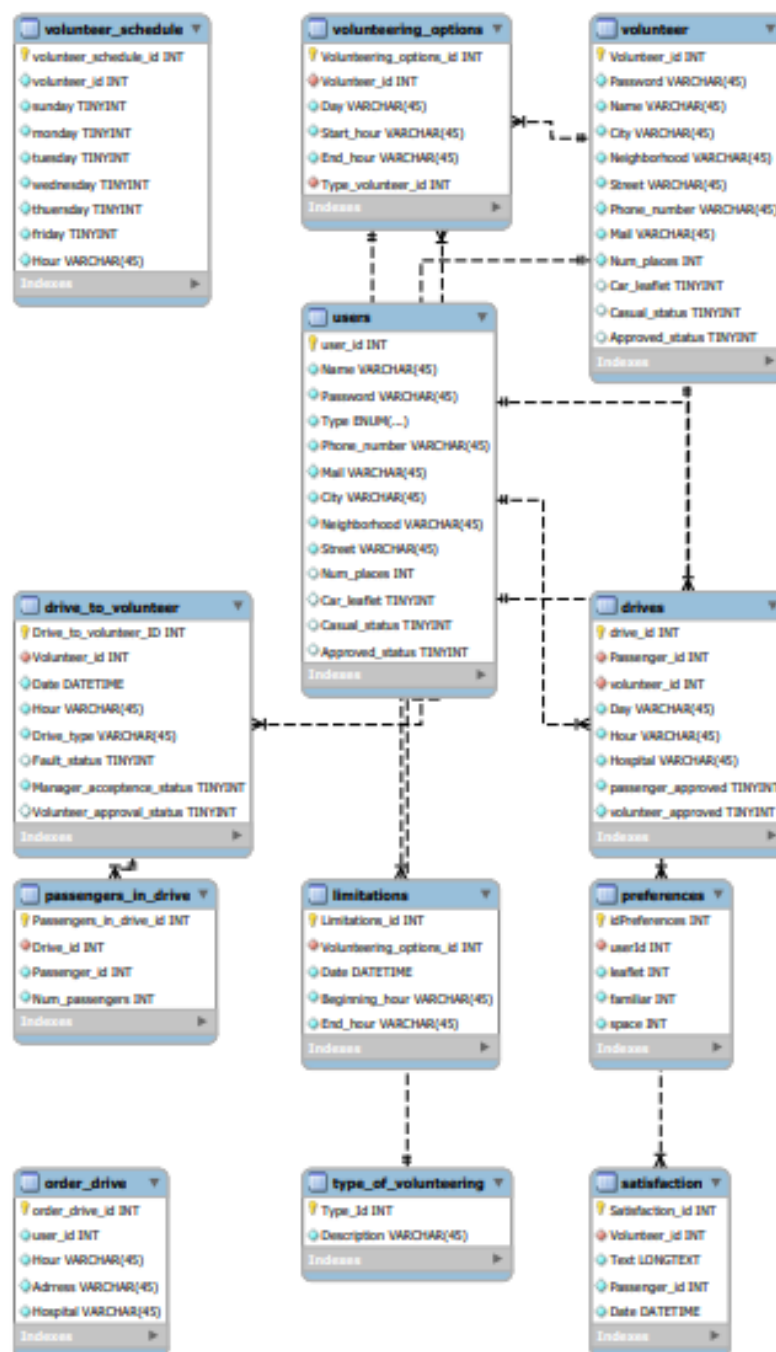 volunteer_schedule
volunteer_schedule_id INT
volunteer_id INT
sunday TINYINT
monday TINYINT
tuesday TINYINT
wednesday TINYINT
thuersday TINYINT
friday TINYINT
Hour VARCHAR(45)
Indexes
volunteering_options
Volunteering_options_id INT
Volunteer_id INT
Day VARCHAR(45)
Start_hour VARCHAR(45)
End_hour VARCHAR(45)
Type_volunteer_id INT
Indexes
volunteer
Volunteer_id INT
Password VARCHAR(45)
Name VARCHAR(45)
City VARCHAR(45)
Neighborhood VARCHAR(45)
Street VARCHAR(45)
Phone_number VARCHAR(45)
Mail VARCHAR(45)
Num_places INT
Car_leaflet TINYINT
Casual_status TINYINT
Approved_status TINYINT
Indexes
users
user_id INT
Name VARCHAR(45)
Password VARCHAR(45)
Type ENUM(...)
Phone_number VARCHAR(45)
Mail VARCHAR(45)
City VARCHAR(45)
Neighborhood VARCHAR(45)
Street VARCHAR(45)
Num_places INT
Car_leaflet TINYINT
Casual_status TINYINT
Approved_status TINYINT
Indexes
drive_to_volunteer
Drive_to_volunteer_ID INT
Volunteer_id INT
Date DATETIME
Hour VARCHAR(45)
Drive_type VARCHAR(45)
Fault_status TINYINT
Manager_acceptence_status TINYINT
Volunteer_approval_status TINYINT
Indexes
drives
drive_id INT
Passenger_id INT
volunteer_id INT
Day VARCHAR(45)
Hour VARCHAR(45)
Hospital VARCHAR(45)
passenger_approved TINYINT
volunteer_approved TINYINT
Indexes
passengers_in_drive
Passengers_in_drive_id INT
Drive_id INT
Passenger_id INT
Num_passengers INT
Indexes
limitations
Limitations_id INT
Volunteering_options_id INT
Date DATETIME
Beginning_hour VARCHAR(45)
End_hour VARCHAR(45)
Indexes
preferences
idPreferences INT
userId INT
leaflet INT
familiar INT
space INT
Indexes
order_drive
order_drive_id INT
user_id INT
Hour VARCHAR(45)
Adrress VARCHAR(45)
Hospital VARCHAR(45)
Indexes
type_of_volunteering
Type_Id INT
Description VARCHAR(45)
Indexes
satisfaction
Satisfaction_id INT
Volunteer_id INT
Text LONGTEXT
Passenger_id INT
Date DATETIME
Indexes